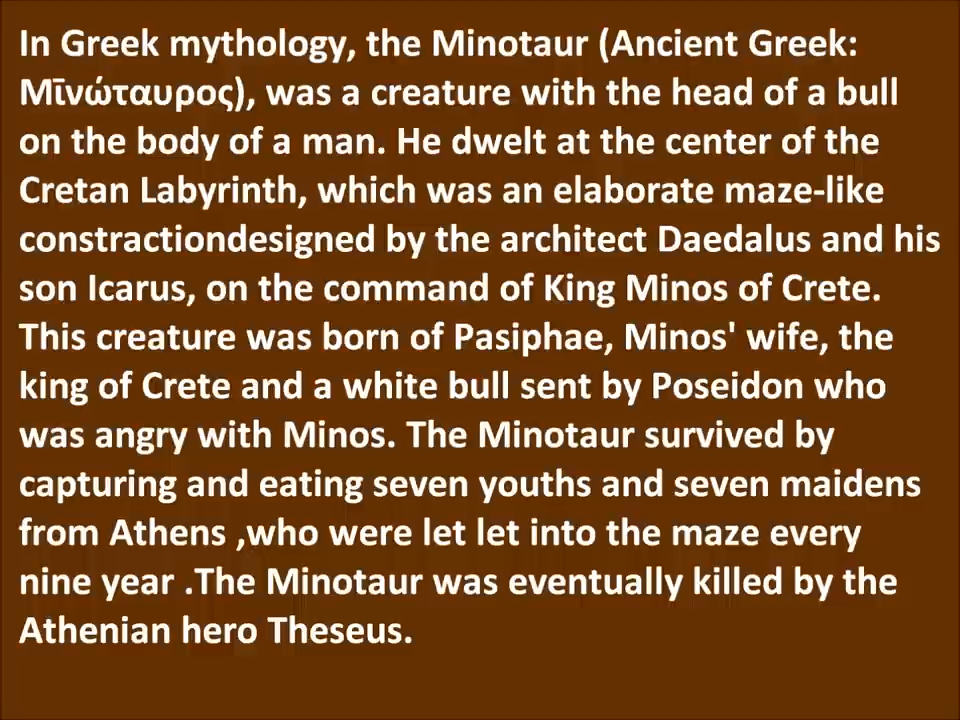 In Greek mythology, the Minotaur (Ancient Greek:
Μῑνώταυρος), was a creature with the head of a bull
on the body of a man. He dwelt at the center of the
Cretan Labyrinth, which was an elaborate maze-like
constractiondesigned by the architect Daedalus and his
son Icarus, on the command of King Minos of Crete.
This creature was born of Pasiphae, Minos' wife, the
king of Crete and a white bull sent by Poseidon who
was angry with Minos. The Minotaur survived by
capturing and eating seven youths and seven maidens
from Athens ,who were let let into the maze every
nine year .The Minotaur was eventually killed by the
Athenian hero Theseus.